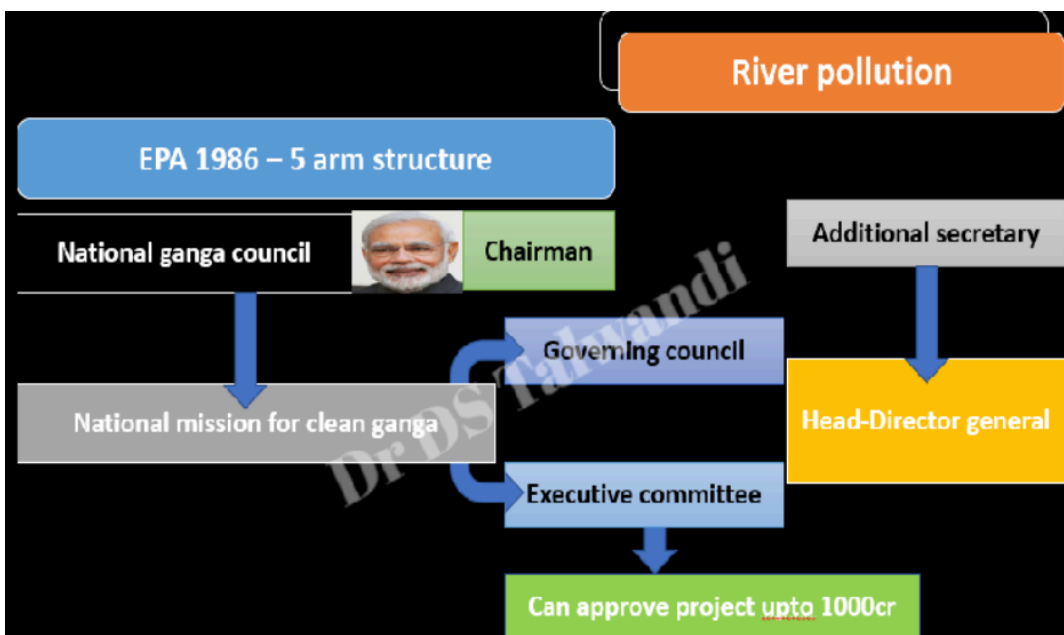 River pollution
EPA 1986 – 5 arm structure
National ganga council
Chairman
Additional secretary
Governing council
National mission for clean ganga
Head-Director general
Executive committee
Can approve project upto 1000cr
Dr DS Talwandi